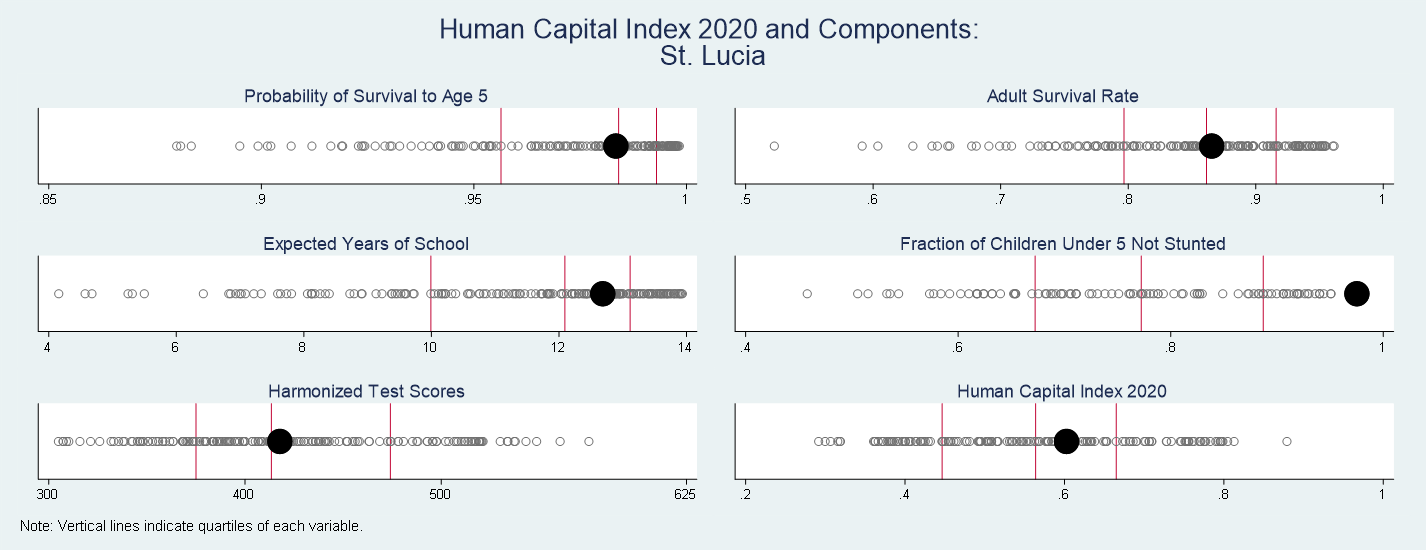 Human Capital Index 2020 and Components:
St. Lucia
Probability of Survival to Age 5
.85 .9 .95 1
Adult Survival Rate
.5 .6 .7 .8 .9 1
Expected Years of School
4 6 8 10 12 14
Fraction of Children Under 5 Not Stunted
.4 .6 .8 1
Harmonized Test Scores
300 400 500 625
Human Capital Index 2020
.2 .4 .6 .8 1
Note: Vertical lines indicate quartiles of each variable.